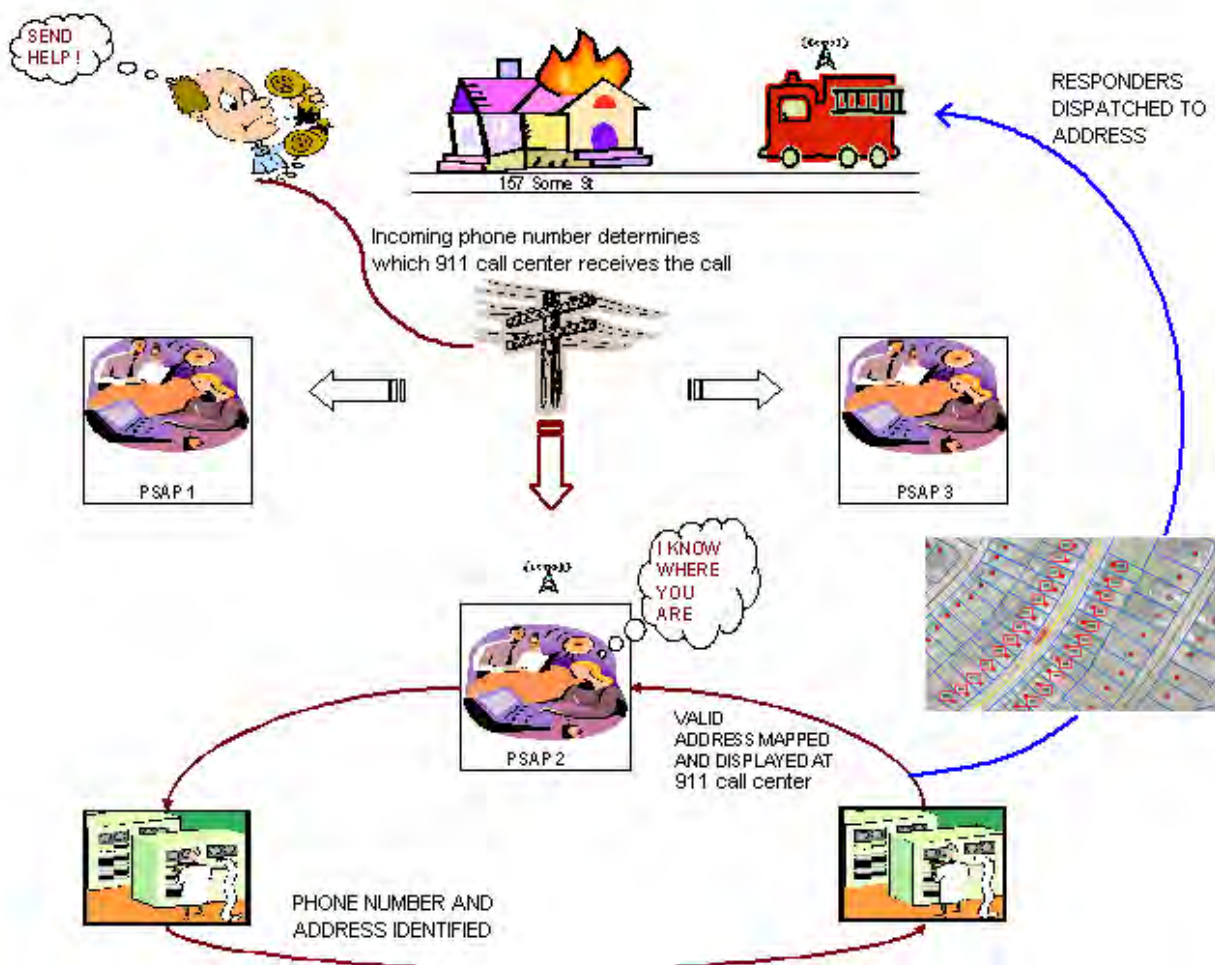 SEND
HELP !
RESPONDERS
DISPATCHED TO
ADDRESS
157 Some St
Incoming phone number determines
which 911 call center receives the call
PSAP 1
PSAP 3
I KNOW
WHERE
YOU
ARE
PSAP 2
VALID
ADDRESS MAPPED
AND DISPLAYED AT
911 call center
PHONE NUMBER AND
ADDRESS IDENTIFIED